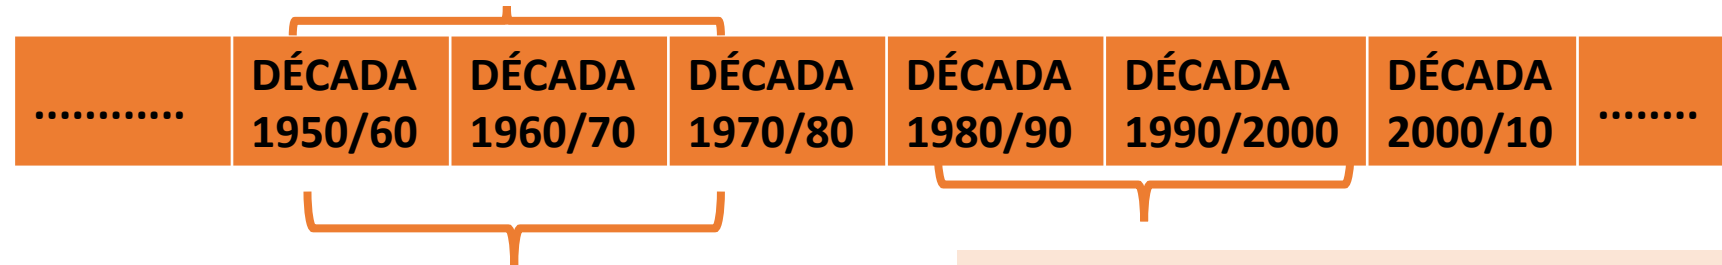 ............ DÉCADA DÉCADA DÉCADA DÉCADA DÉCADA DÉCADA ........
1950/60 1960/70 1970/80 1980/90 1990/2000 2000/10